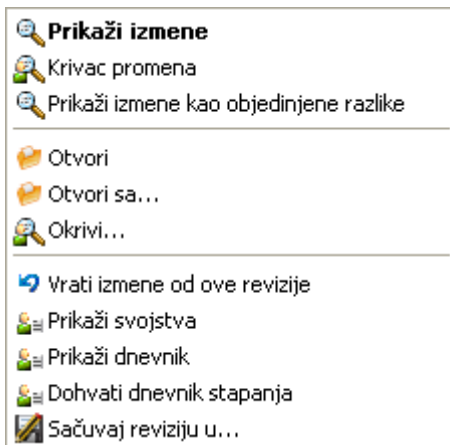 Prikaži izmene
Krivac promena
Prikaži izmene kao objedinjene razlike
Otvori
Otvori sa...
Okrivi...
Vrati izmene od ove revizije
Prikaži svojstva
Prikaži dnevnik
Dohvati dnevnik stapanja
Sačuvaj reviziju u...